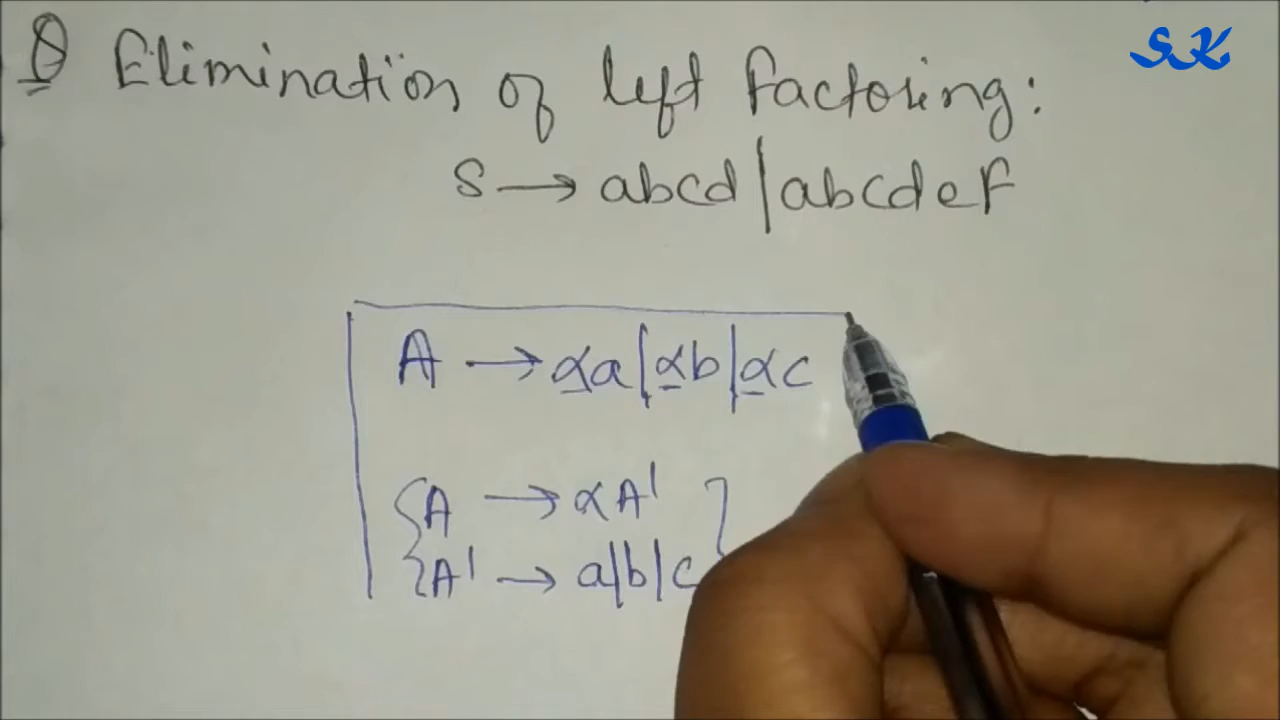 SK
Q Elimination of left factoring:
S → abcd | abcdef
A → αa | αb | αc
A → αA'
A' → a | b | c